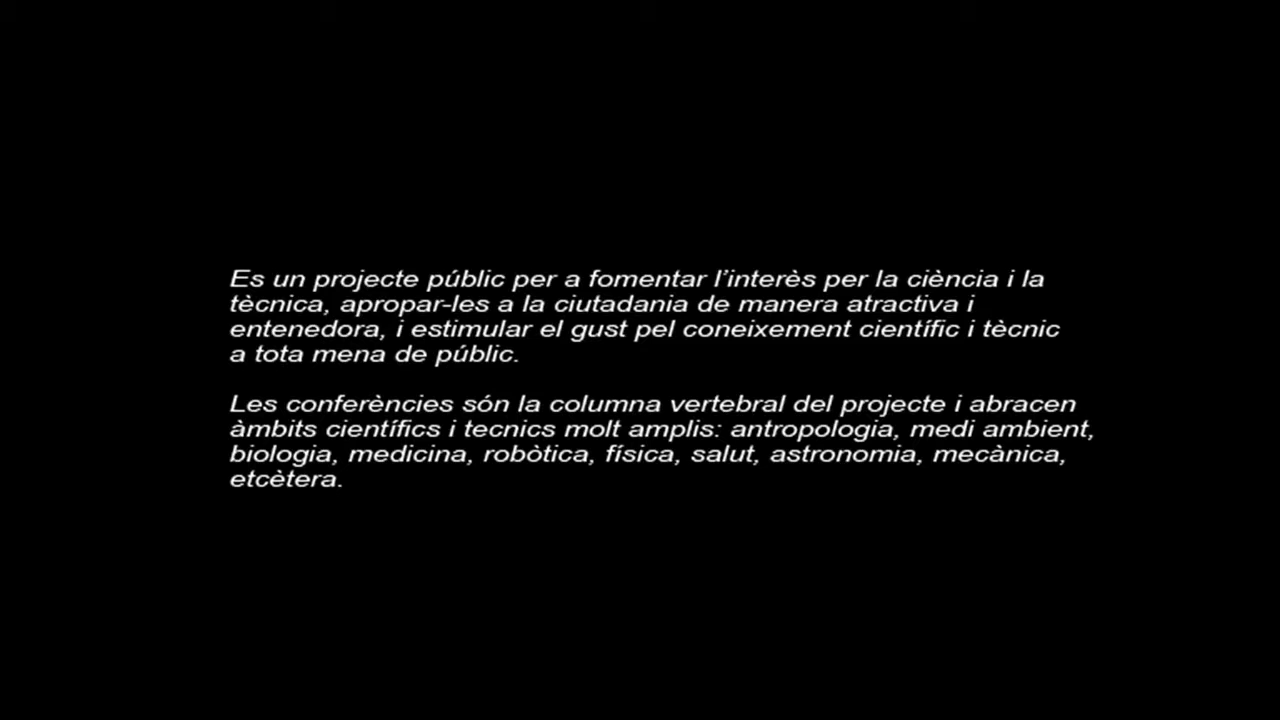 Es un projecte públic per a fomentar l’interès per la ciència i la
tècnica, apropar-les a la ciutadania de manera atractiva i
entenedora, i estimular el gust pel coneixement científic i tècnic
a tota mena de públic.
Les conferències són la columna vertebral del projecte i abracen
àmbits científics i tecnics molt amplis: antropologia, medi ambient,
biologia, medicina, robòtica, física, salut, astronomia, mecànica,
etcètera.